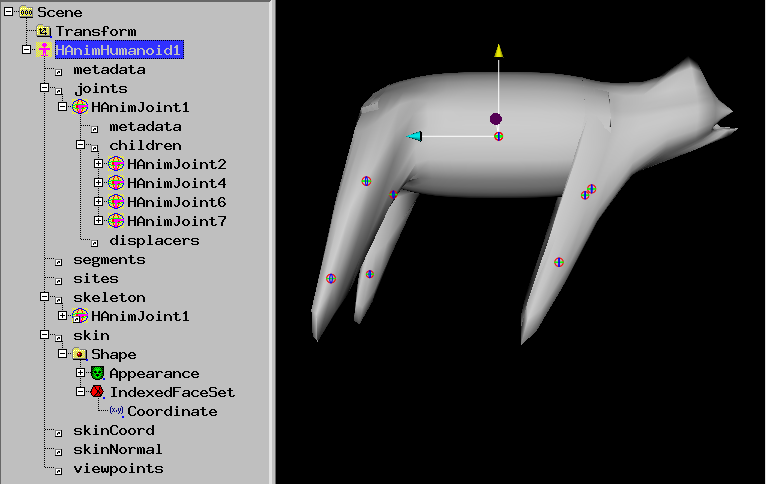 Scene
Transform
HAnimHumanoid1
metadata
joints
HAnimJoint1
metadata
children
HAnimJoint2
HAnimJoint4
HAnimJoint6
HAnimJoint7
displacers
segments
sites
skeleton
HAnimJoint1
skin
Shape
Appearance
IndexedFaceSet
(x,y) Coordinate
skinCoord
skinNormal
viewpoints